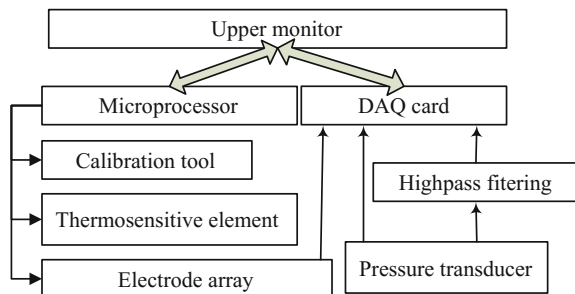 Upper monitor
Microprocessor
DAQ card
Calibration tool
Highpass fitering
Thermosensitive element
Electrode array
Pressure transducer